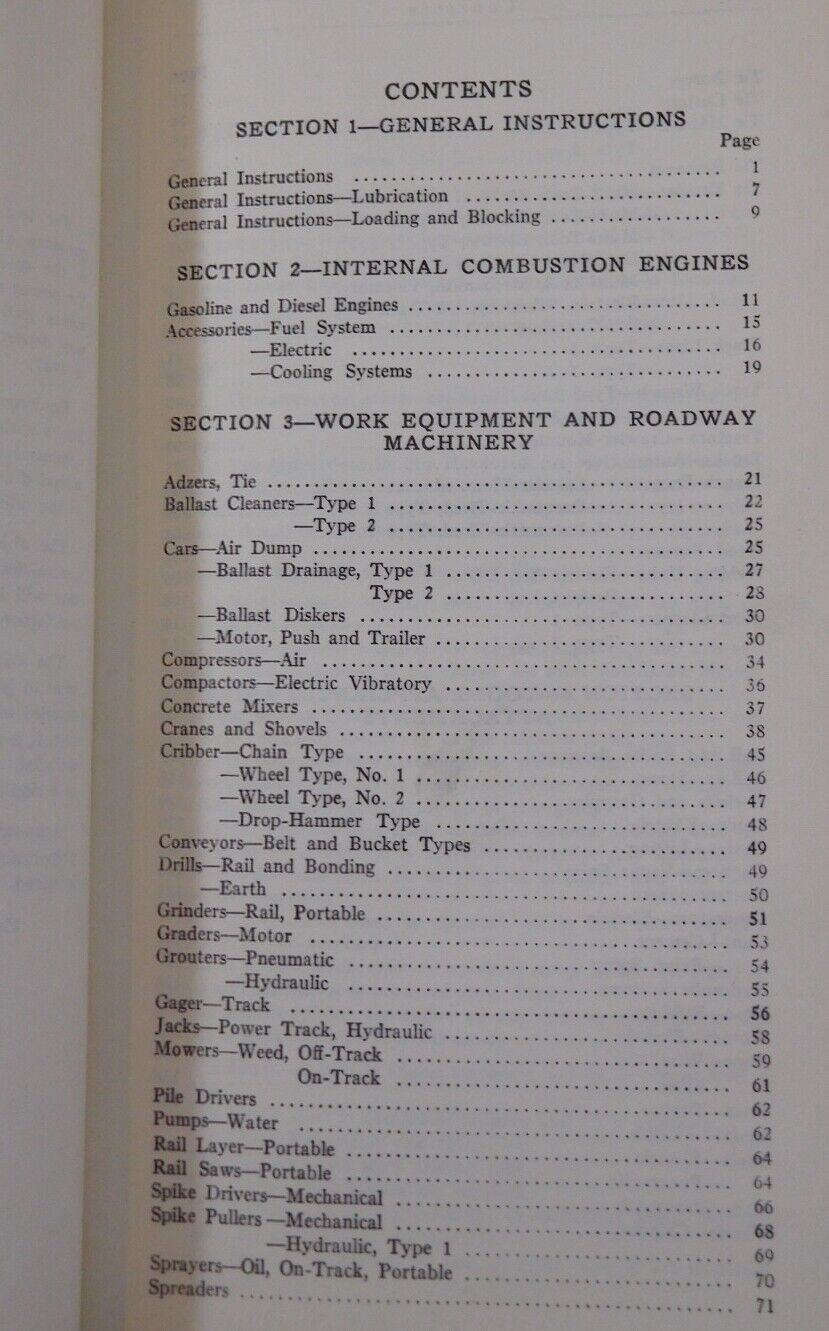 CONTENTS
SECTION 1—GENERAL INSTRUCTIONS
Page
General Instructions ........................................ 1
General Instructions—Lubrication ............................ 7
General Instructions—Loading and Blocking .................. 9
SECTION 2—INTERNAL COMBUSTION ENGINES
Gasoline and Diesel Engines ................................. 11
Accessories—Fuel System ..................................... 15
—Electric ........................................ 16
—Cooling Systems ................................ 19
SECTION 3—WORK EQUIPMENT AND ROADWAY
MACHINERY
Adzers, Tie ................................................. 21
Ballast Cleaners—Type 1 ..................................... 22
—Type 2 ..................................... 25
Cars—Air Dump ............................................... 25
—Ballast Drainage, Type 1 .............................. 27
Type 2 .............................. 28
—Ballast Diskers ........................................ 30
—Motor, Push and Trailer ................................ 30
Compressors—Air ............................................. 34
Compactors—Electric Vibratory ............................... 36
Concrete Mixers ............................................. 37
Cranes and Shovels .......................................... 38
Cribber—Chain Type .......................................... 45
—Wheel Type, No. 1 .................................. 46
—Wheel Type, No. 2 .................................. 47
—Drop-Hammer Type ................................... 48
Conveyors—Belt and Bucket Types ............................. 49
Drills—Rail and Bonding ..................................... 49
—Earth ................................................ 50
Grinders—Rail, Portable ..................................... 51
Graders—Motor ............................................... 53
Grouters—Pneumatic .......................................... 54
—Hydraulic .......................................... 55
Gager—Track ................................................. 56
Jacks—Power Track, Hydraulic ................................ 58
Mowers—Weed, Off-Track ...................................... 59
On-Track ...................................... 61
Pile Drivers ................................................ 62
Pumps—Water ................................................. 62
Rail Layer—Portable ......................................... 64
Rail Saws—Portable .......................................... 64
Spike Drivers—Mechanical .................................... 66
Spike Pullers—Mechanical .................................... 68
—Hydraulic, Type 1 .............................. 69
Sprayers—Oil, On-Track, Portable ............................ 70
Spreaders ................................................... 71